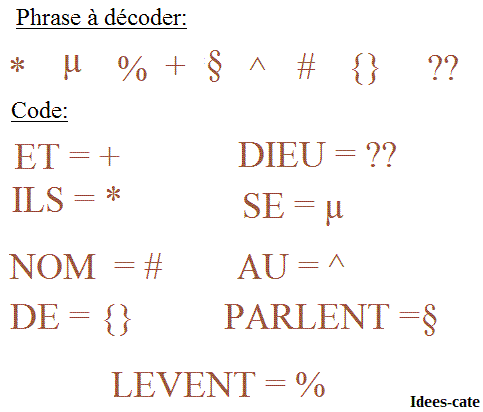 Phrase à décoder:
* µ % + § ^ # {} ??
Code:
ET = + DIEU = ??
ILS = * SE = µ
NOM = # AU = ^
DE = {} PARLENT =§
LEVENT = %
Idees-cate